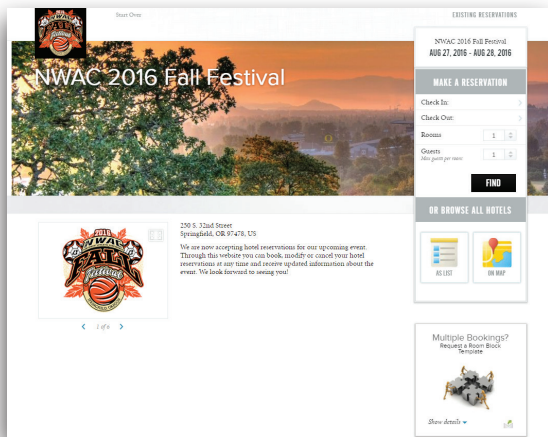 Start Over
EXISTING RESERVATIONS
NWAC 2016 Fall Festival
NWAC 2016 Fall Festival
AUG 27, 2016 - AUG 28, 2016
MAKE A RESERVATION
Check In:
Check Out:
Rooms 1
Guests 1
Max guests per room
FIND
OR BROWSE ALL HOTELS
AS LIST
ON MAP
2016
NWAC
FALL
Festival
250 S. 32nd Street
Springfield, OR 97478, US
We are now accepting hotel reservations for our upcoming event.
Through this website you can book, modify or cancel your hotel
reservations at any time and receive updated information about the
event. We look forward to seeing you!
1 of 6
Multiple Bookings?
Request a Room Block
Template
Show details